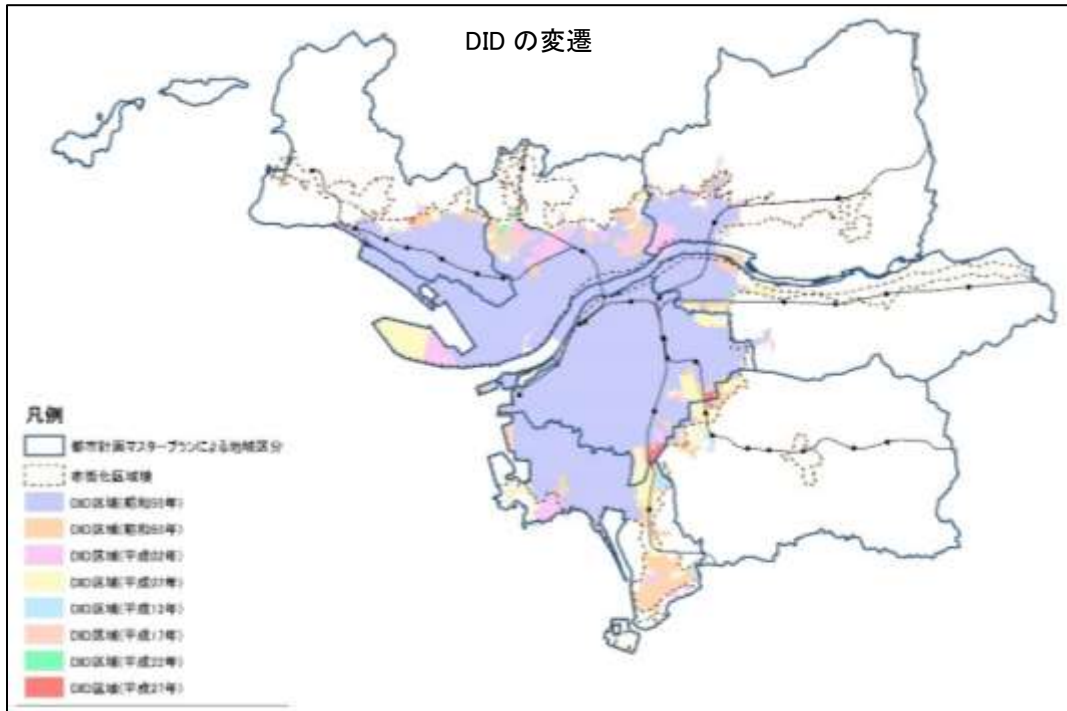 DID の変遷
凡例
都市計画マスタープランによる地域区分
市街化区域境
DID区域(昭和55年)
DID区域(昭和60年)
DID区域(平成02年)
DID区域(平成07年)
DID区域(平成12年)
DID区域(平成17年)
DID区域(平成22年)
DID区域(平成27年)